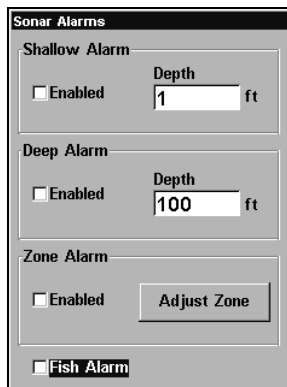 Sonar Alarms
Shallow Alarm
Depth
Enabled
1 ft
Deep Alarm
Depth
Enabled
100 ft
Zone Alarm
Enabled
Adjust Zone
Fish Alarm